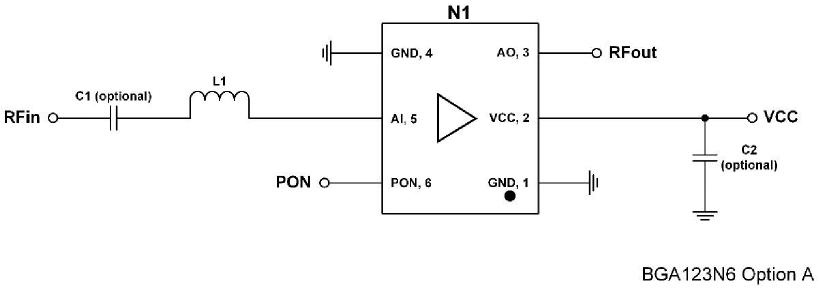 N1
GND, 4
AO, 3
RFout
C1 (optional)
L1
RFin
AI, 5
VCC, 2
VCC
C2
(optional)
PON
PON, 6
GND, 1
BGA123N6 Option A